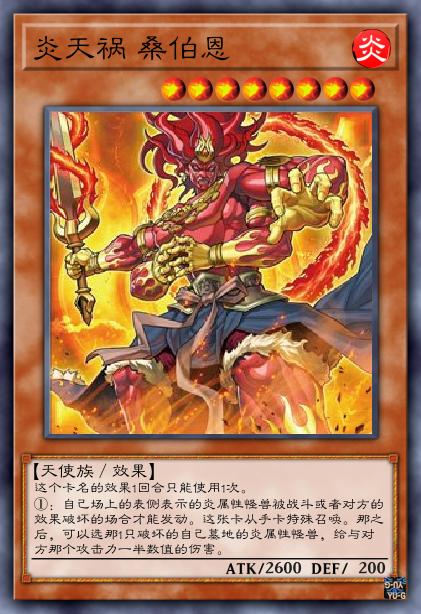 炎天祸 桑伯恩
炎
【天使族／效果】
这个卡名的效果1回合只能使用1次。
①：自己场上的表侧表示的炎属性怪兽被战斗或者对方的
效果破坏的场合才能发动。这张卡从手卡特殊召唤。那之
后，可以选那1只破坏的自己墓地的炎属性怪兽，给与对
方那个攻击力一半数值的伤害。
ATK/2600 DEF/ 200